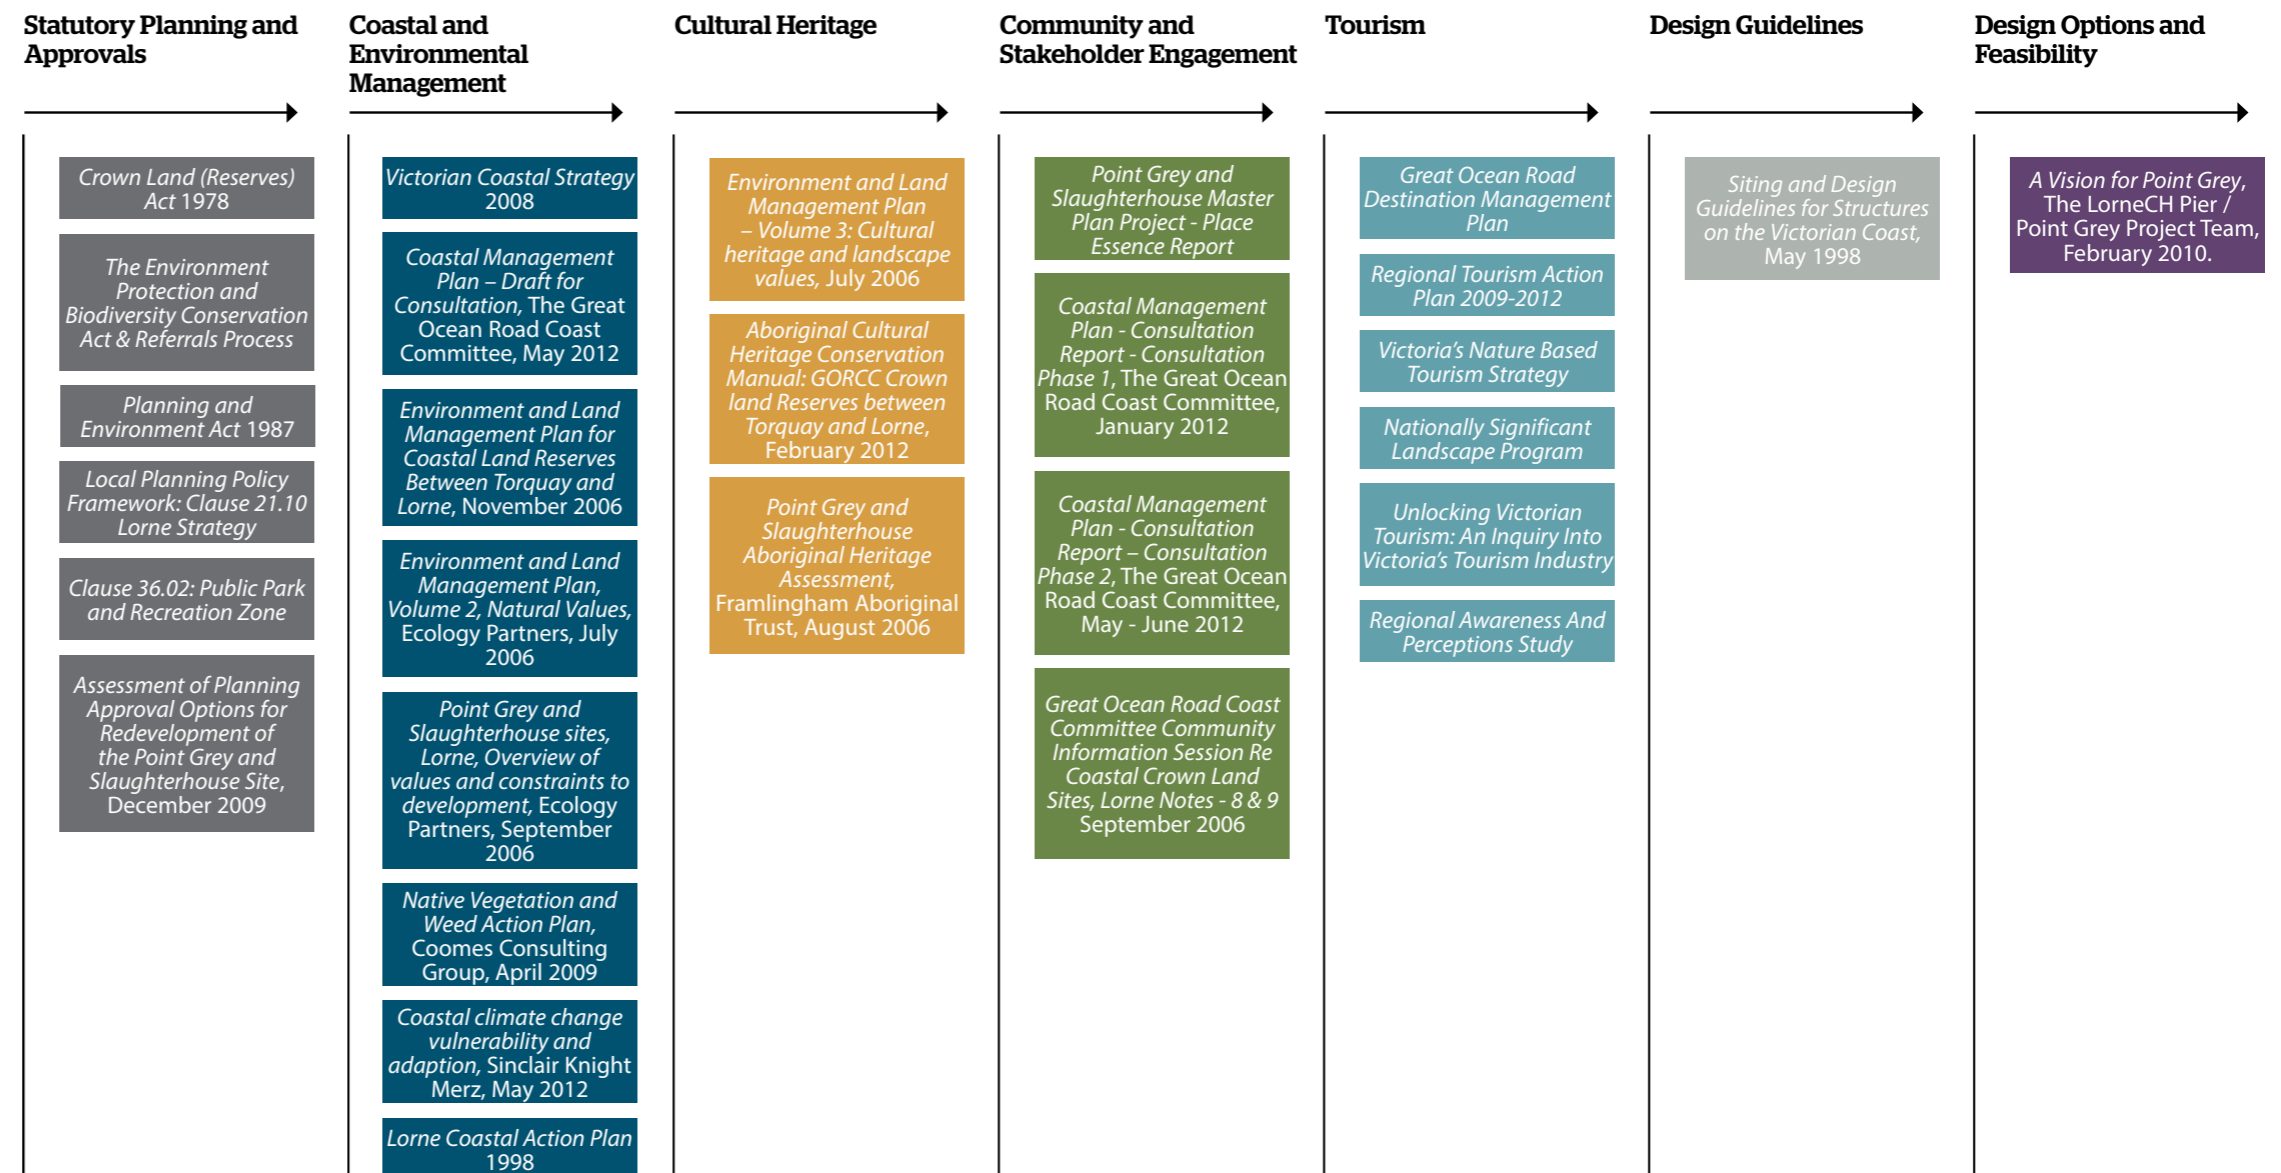 Statutory Planning and
Approvals
Crown Land (Reserves)
Act 1978
The Environment
Protection and
Biodiversity Conservation
Act & Referrals Process
Planning and
Environment Act 1987
Local Planning Policy
Framework: Clause 21.10
Lorne Strategy
Clause 36.02: Public Park
and Recreation Zone
Assessment of Planning
Approval Options for
Redevelopment of
the Point Grey and
Slaughterhouse Site,
December 2009
Coastal and
Environmental
Management
Victorian Coastal Strategy
2008
Coastal Management
Plan – Draft for
Consultation, The Great
Ocean Road Coast
Committee, May 2012
Environment and Land
Management Plan for
Coastal Land Reserves
Between Torquay and
Lorne, November 2006
Environment and Land
Management Plan,
Volume 2, Natural Values,
Ecology Partners, July
2006
Point Grey and
Slaughterhouse sites,
Lorne, Overview of
values and constraints to
development, Ecology
Partners, September
2006
Native Vegetation and
Weed Action Plan,
Coomes Consulting
Group, April 2009
Coastal climate change
vulnerability and
adaption, Sinclair Knight
Merz, May 2012
Lorne Coastal Action Plan
1998
Cultural Heritage
Environment and Land
Management Plan
– Volume 3: Cultural
heritage and landscape
values, July 2006
Aboriginal Cultural
Heritage Conservation
Manual: GORCC Crown
land Reserves between
Torquay and Lorne,
February 2012
Point Grey and
Slaughterhouse
Aboriginal Heritage
Assessment,
Framlingham Aboriginal
Trust, August 2006
Community and
Stakeholder Engagement
Point Grey and
Slaughterhouse Master
Plan Project - Place
Essence Report
Coastal Management
Plan - Consultation
Report - Consultation
Phase 1, The Great Ocean
Road Coast Committee,
January 2012
Coastal Management
Plan - Consultation
Report – Consultation
Phase 2, The Great Ocean
Road Coast Committee,
May - June 2012
Great Ocean Road Coast
Committee Community
Information Session Re
Coastal Crown Land
Sites, Lorne Notes - 8 & 9
September 2006
Tourism
Great Ocean Road
Destination Management
Plan
Regional Tourism Action
Plan 2009-2012
Victoria's Nature Based
Tourism Strategy
Nationally Significant
Landscape Program
Unlocking Victorian
Tourism: An Inquiry Into
Victoria's Tourism Industry
Regional Awareness And
Perceptions Study
Design Guidelines
Siting and Design
Guidelines for Structures
on the Victorian Coast,
May 1998
Design Options and
Feasibility
A Vision for Point Grey,
The LorneCH Pier /
Point Grey Project Team,
February 2010.